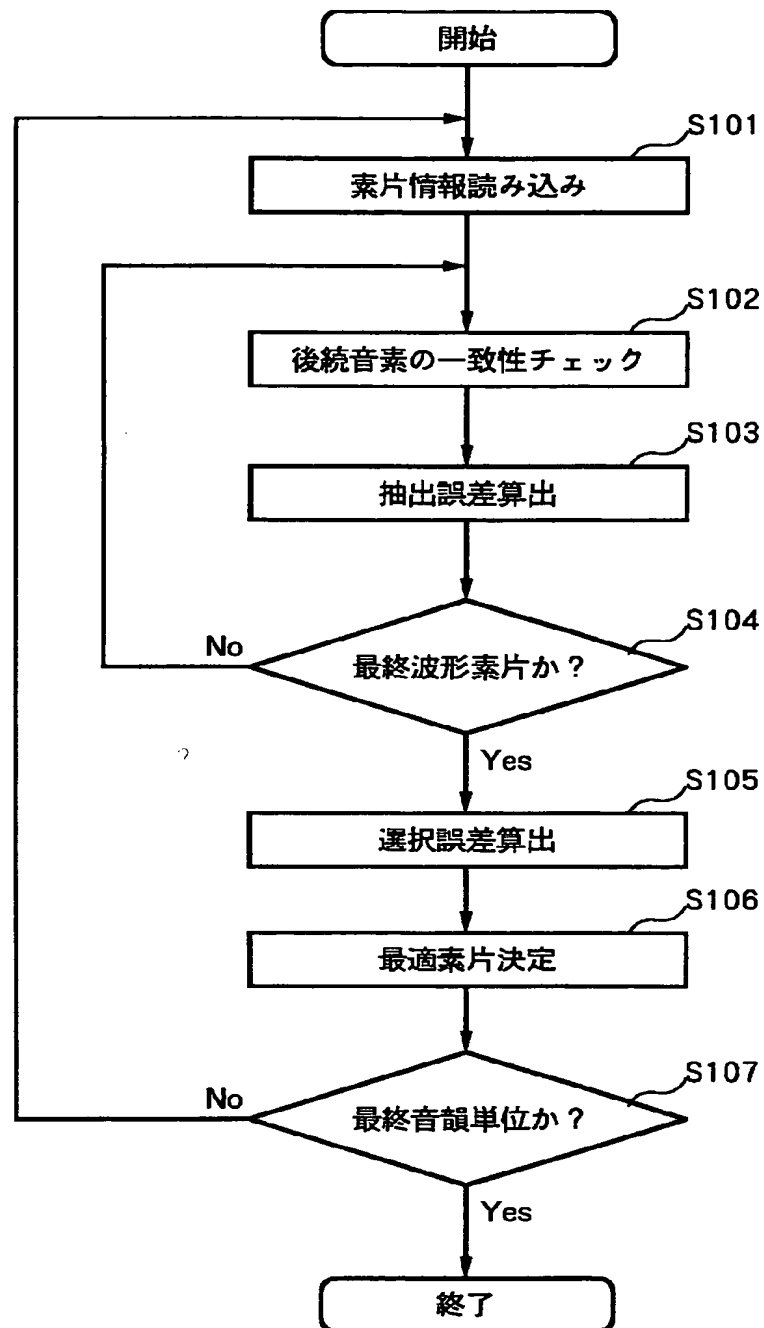 開始
S101
素片情報読み込み
S102
後続音素の一致性チェック
S103
抽出誤差算出
S104
No
最終波形素片か？
Yes
S105
選択誤差算出
S106
最適素片決定
S107
No
最終音韻単位か？
Yes
終了